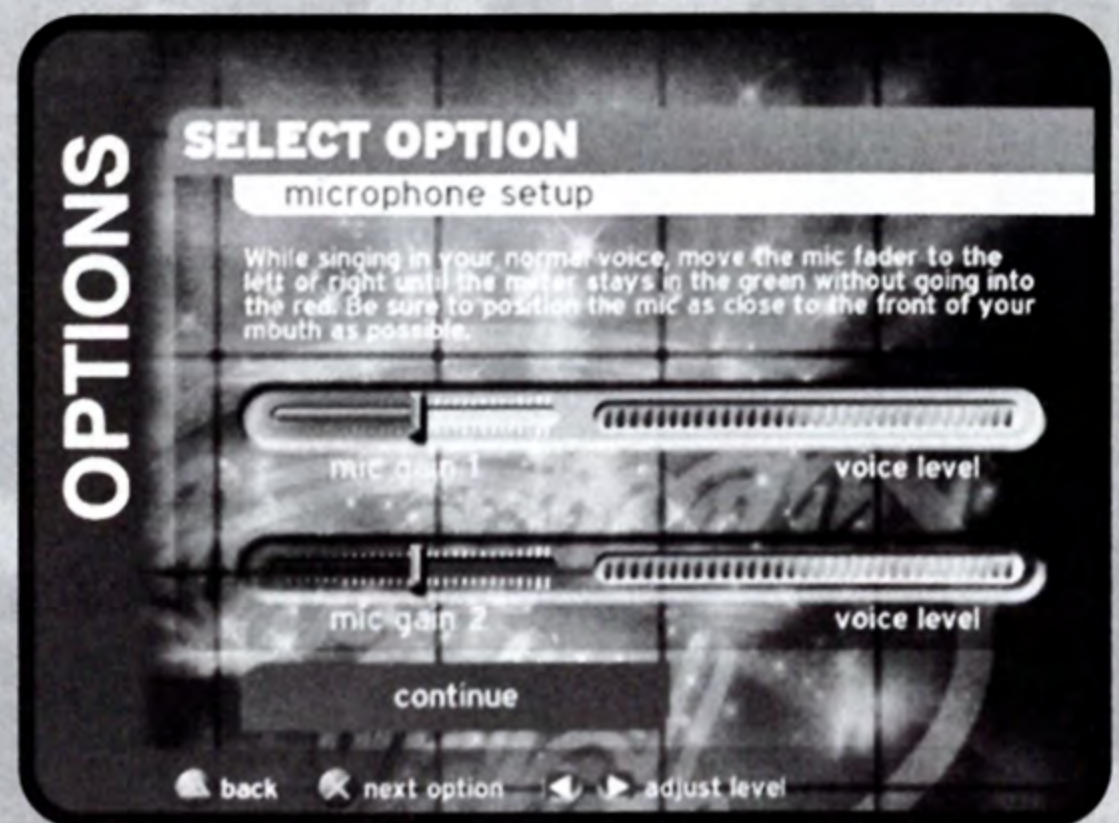 OPTIONS
SELECT OPTION
microphone setup
While singing in your normal voice, move the mic fader to the
left or right until the meter stays in the green without going into
the red. Be sure to position the mic as close to the front of your
mouth as possible.
mic gain 1 voice level
mic gain 2 voice level
continue
back next option adjust level